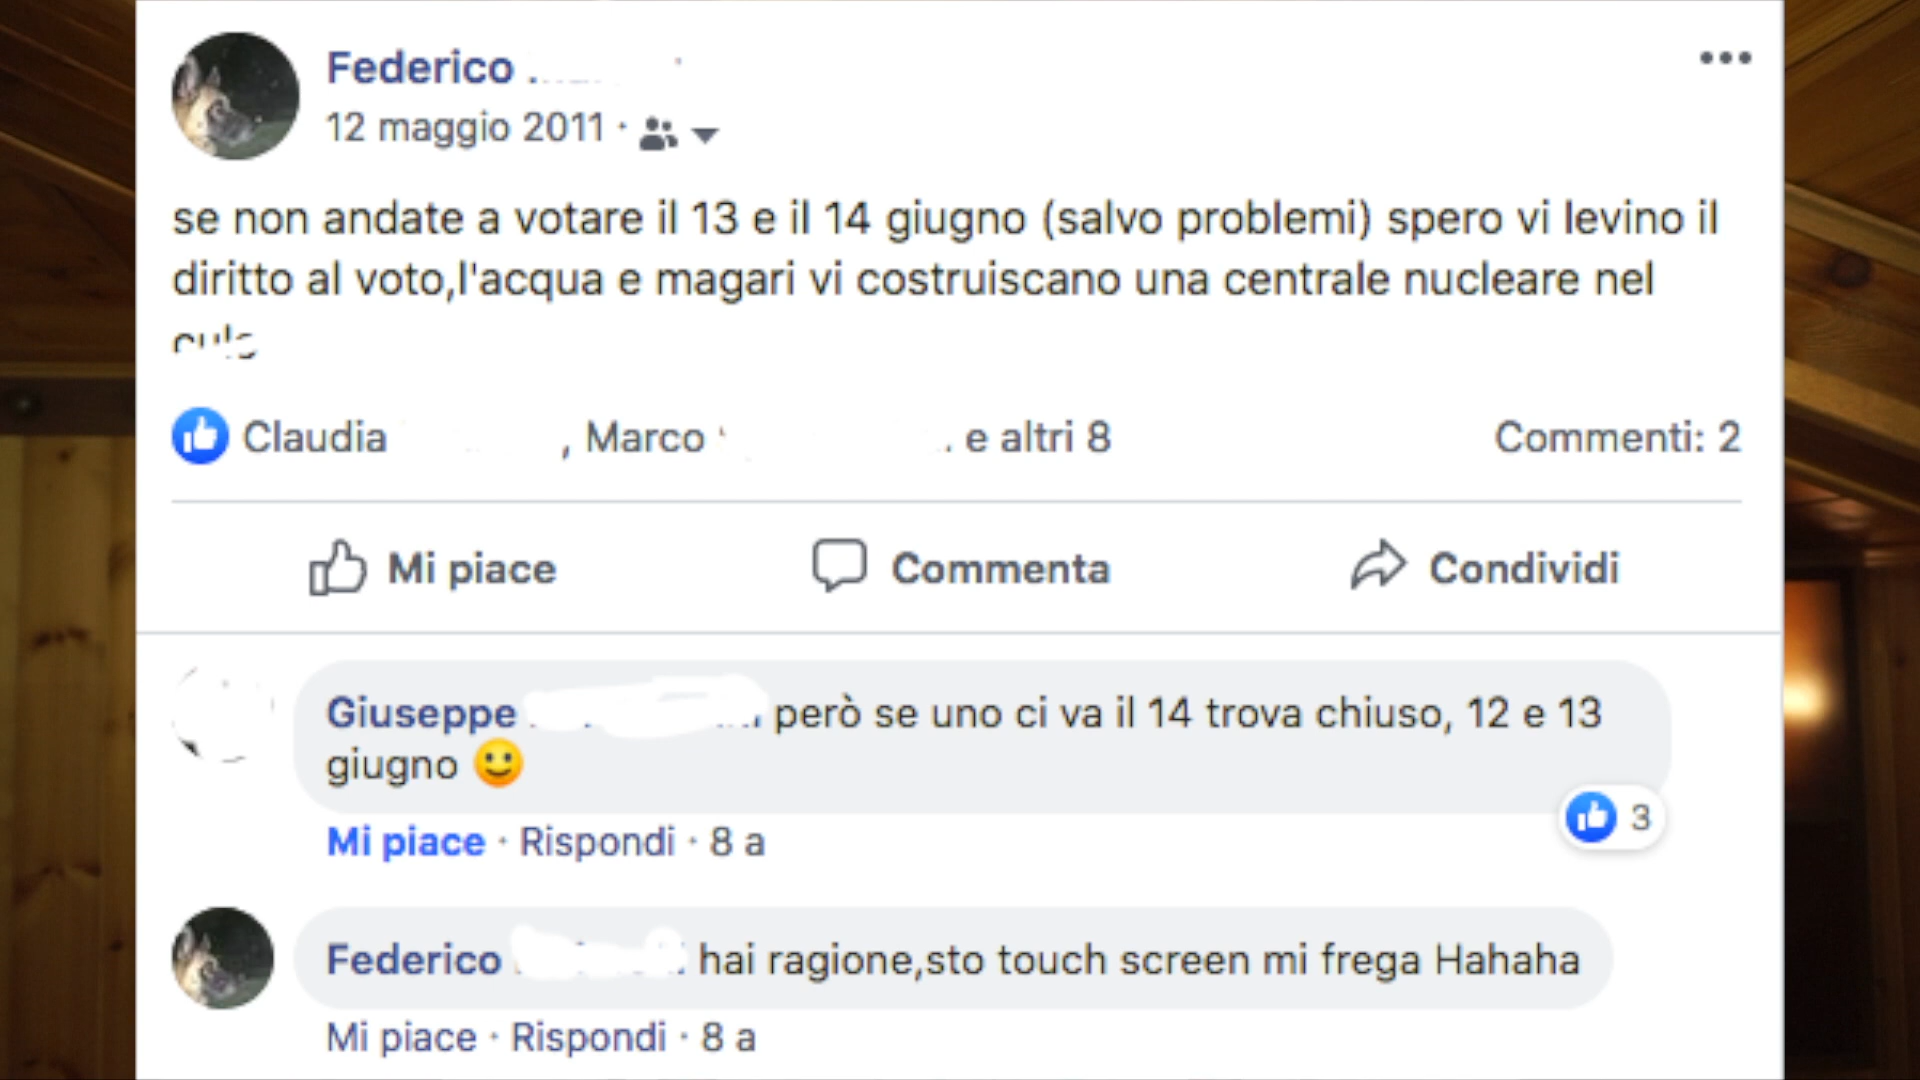 Federico
12 maggio 2011 ·
se non andate a votare il 13 e il 14 giugno (salvo problemi) spero vi levino il
diritto al voto,l'acqua e magari vi costruiscano una centrale nucleare nel
Claudia , Marco e altri 8 Commenti: 2
Mi piace Commenta Condividi
Giuseppe però se uno ci va il 14 trova chiuso, 12 e 13
giugno 🙂
3
Mi piace · Rispondi · 8 a
Federico hai ragione,sto touch screen mi frega Hahaha
Mi piace · Rispondi · 8 a